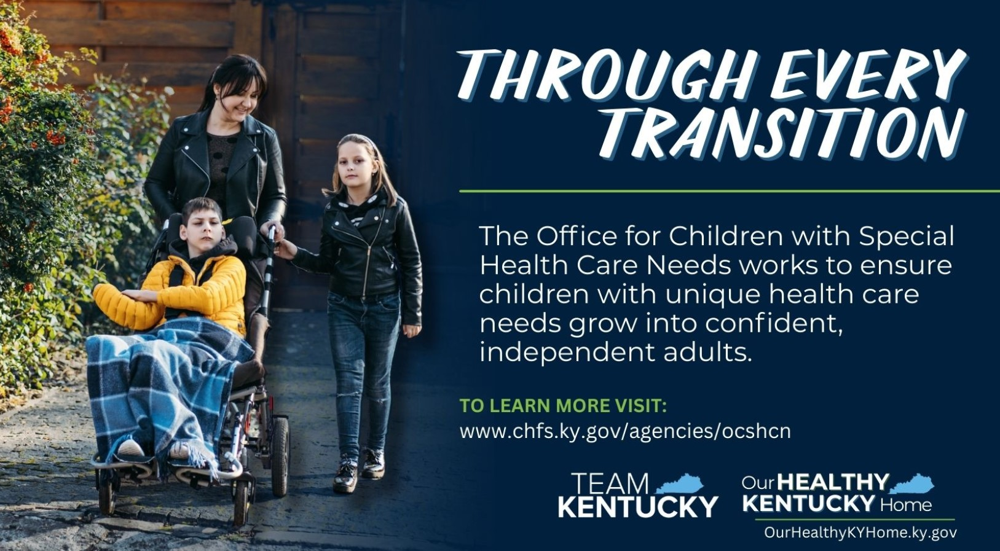 THROUGH EVERY
TRANSITION
The Office for Children with Special
Health Care Needs works to ensure
children with unique health care
needs grow into confident,
independent adults.
TO LEARN MORE VISIT:
www.chfs.ky.gov/agencies/ocshcn
TEAM
KENTUCKY
Our HEALTHY
KENTUCKY Home
OurHealthyKYHome.ky.gov